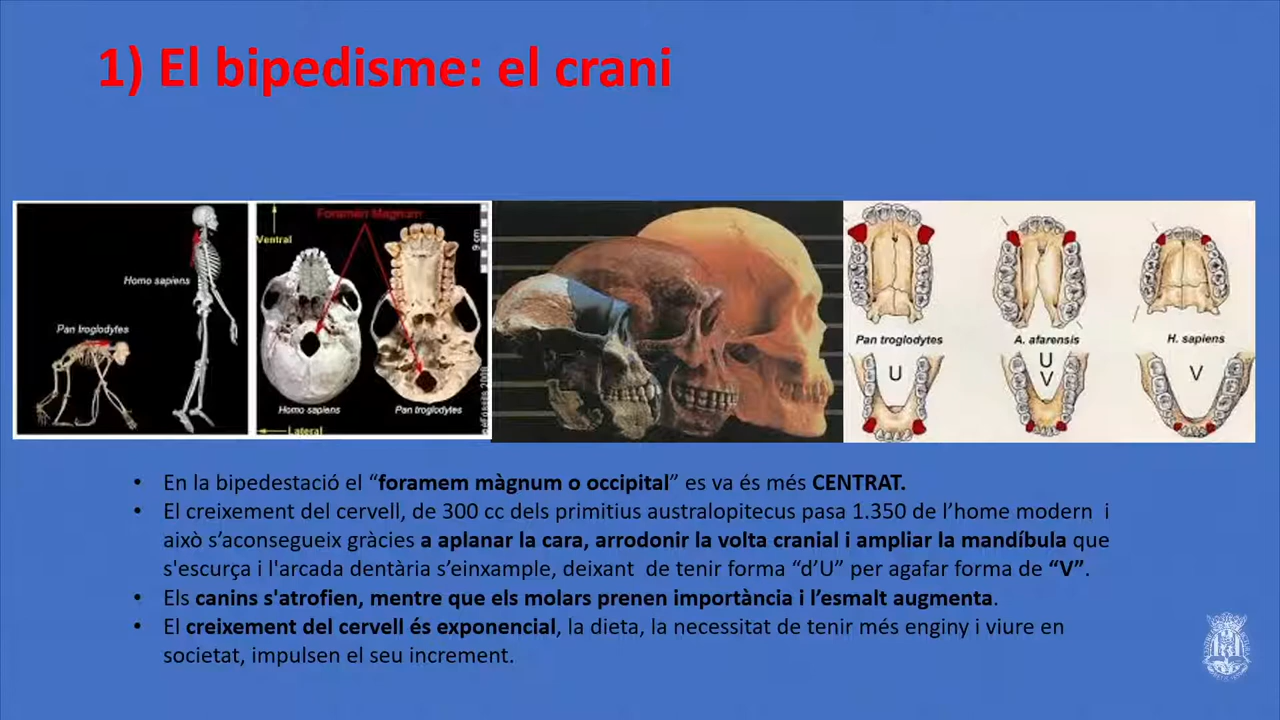 1) El bipedisme: el crani
Homo sapiens
Pan troglodytes
Foramen Magnum
Ventral
9 cm
Homo sapiens
Pan troglodytes
Lateral
Pan troglodytes
A. afarensis
H. sapiens
U
U
V
V
• En la bipedestació el “foramem màgnum o occipital” es va és més CENTRAT.
• El creixement del cervell, de 300 cc dels primitius australopitecus pasa 1.350 de l’home modern i
això s’aconsegueix gràcies a aplanar la cara, arrodonir la volta cranial i ampliar la mandíbula que
s'escurça i l'arcada dentària s’einxample, deixant de tenir forma “d’U” per agafar forma de “V”.
• Els canins s'atrofien, mentre que els molars prenen importància i l’esmalt augmenta.
• El creixement del cervell és exponencial, la dieta, la necessitat de tenir més enginy i viure en
societat, impulsen el seu increment.